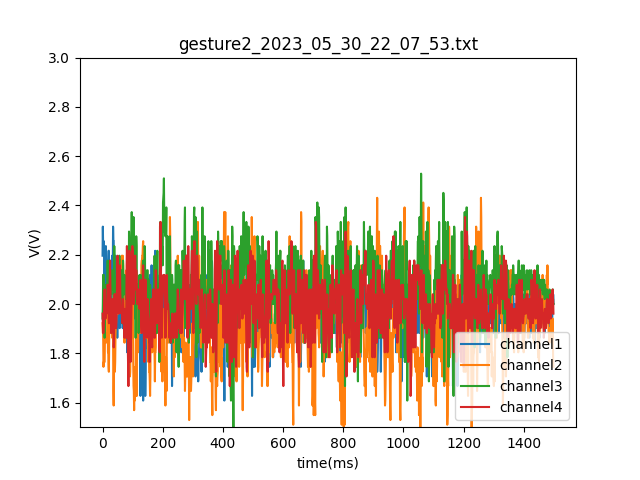 gesture2_2023_05_30_22_07_53.txt
3.0
2.8
2.6
2.4
2.2
2.0
1.8
1.6
V(V)
channel1
channel2
channel3
channel4
0 200 400 600 800 1000 1200 1400
time(ms)